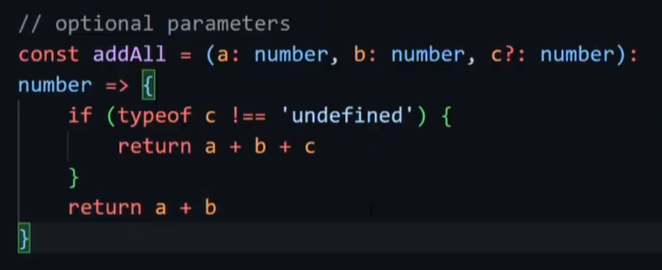 // optional parameters
const addAll = (a: number, b: number, c?: number):
number => {
    if (typeof c !== 'undefined') {
        return a + b + c
    }
    return a + b
}